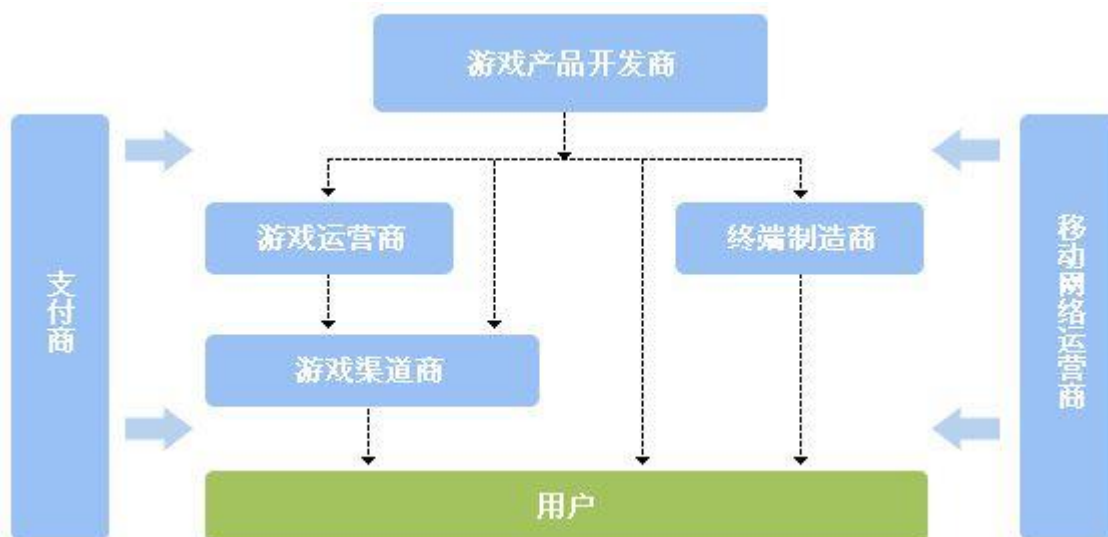 游戏产品开发商
支付商
移动网络运营商
游戏运营商
终端制造商
游戏渠道商
用户